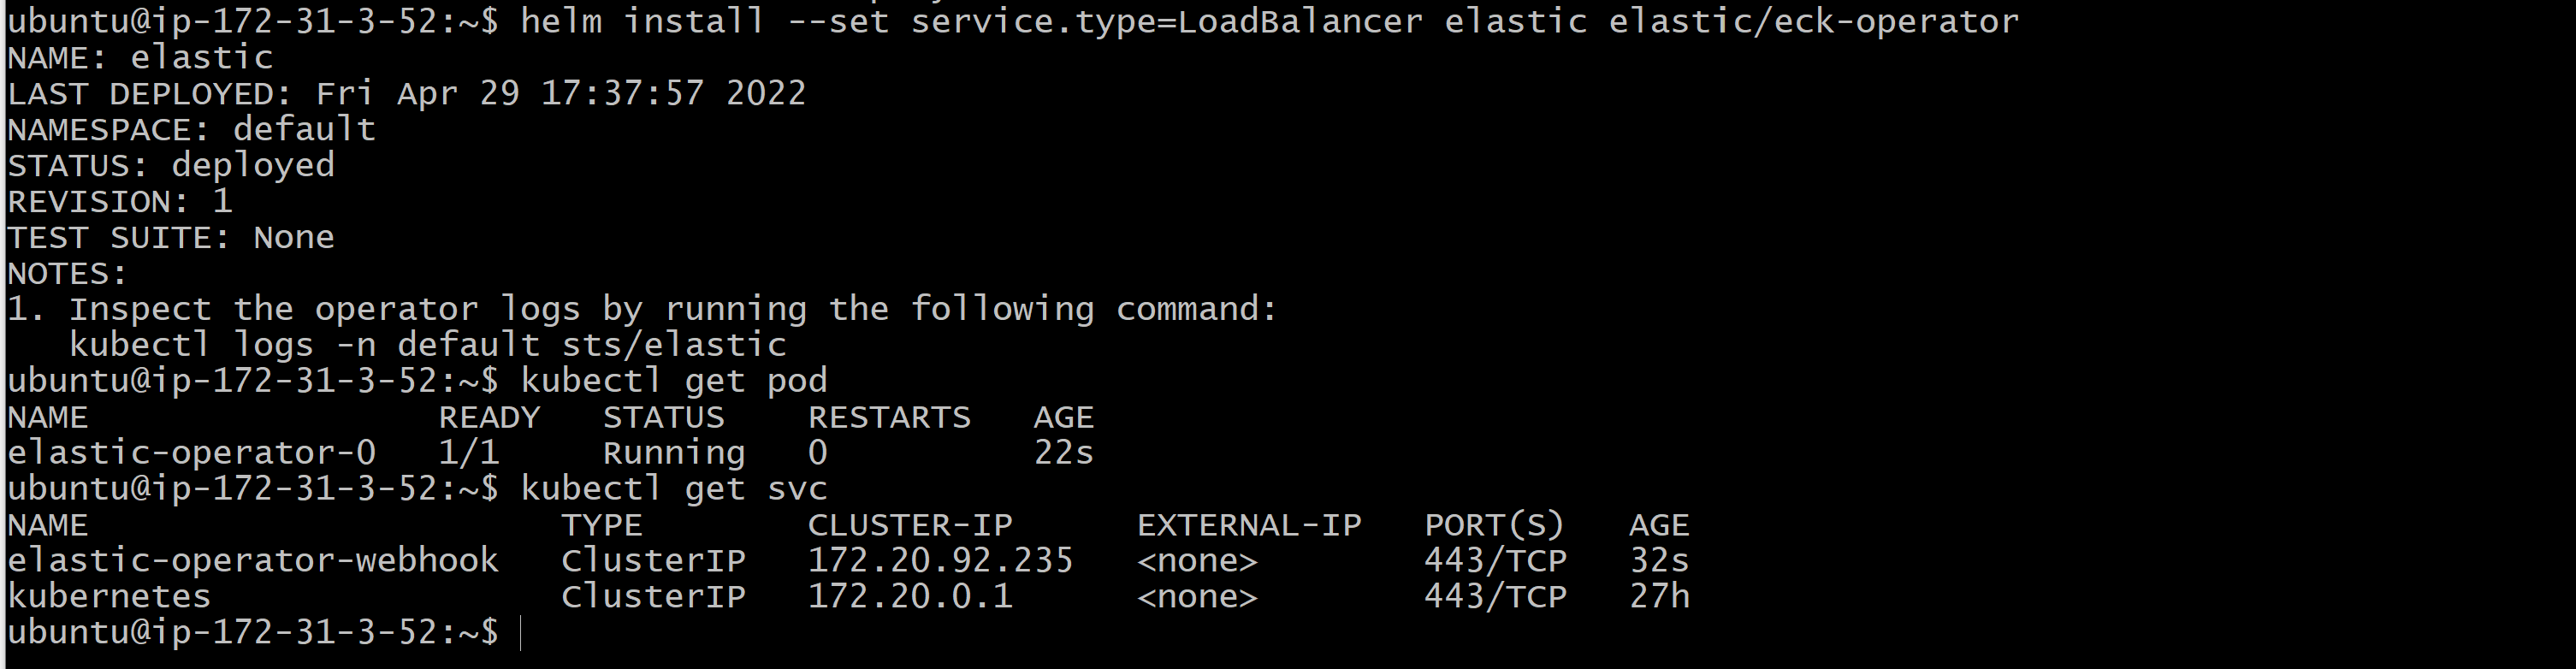 ubuntu@ip-172-31-3-52:~$ helm install --set service.type=LoadBalancer elastic elastic/eck-operator
NAME: elastic
LAST DEPLOYED: Fri Apr 29 17:37:57 2022
NAMESPACE: default
STATUS: deployed
REVISION: 1
TEST SUITE: None
NOTES:
1. Inspect the operator logs by running the following command:
   kubectl logs -n default sts/elastic
ubuntu@ip-172-31-3-52:~$ kubectl get pod
NAME                 READY   STATUS    RESTARTS   AGE
elastic-operator-0   1/1     Running   0          22s
ubuntu@ip-172-31-3-52:~$ kubectl get svc
NAME                       TYPE        CLUSTER-IP      EXTERNAL-IP   PORT(S)   AGE
elastic-operator-webhook   ClusterIP   172.20.92.235   <none>        443/TCP   32s
kubernetes                 ClusterIP   172.20.0.1      <none>        443/TCP   27h
ubuntu@ip-172-31-3-52:~$